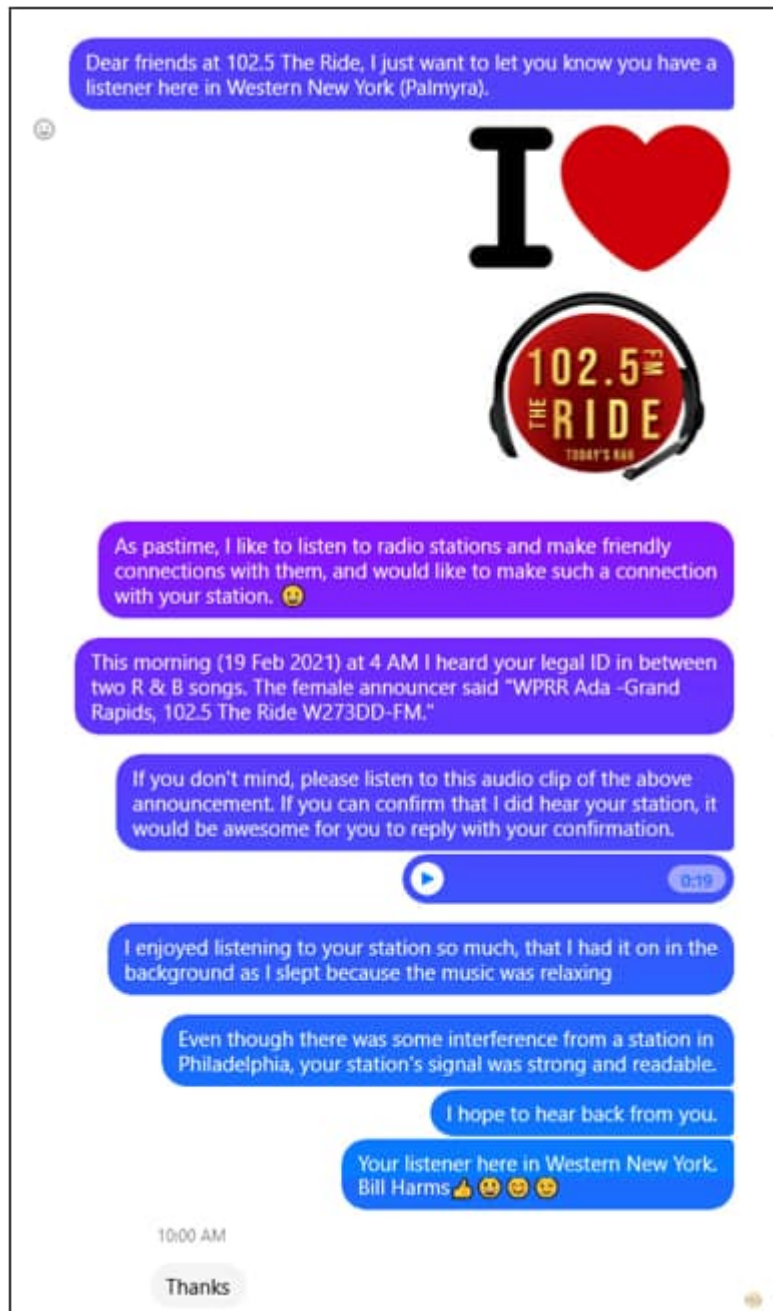 Dear friends at 102.5 The Ride, I just want to let you know you have a
listener here in Western New York (Palmyra).
I
102.5 FM
THE RIDE
TODAY'S R&B
As pastime, I like to listen to radio stations and make friendly
connections with them, and would like to make such a connection
with your station. 😀
This morning (19 Feb 2021) at 4 AM I heard your legal ID in between
two R & B songs. The female announcer said "WPRR Ada -Grand
Rapids, 102.5 The Ride W273DD-FM."
If you don't mind, please listen to this audio clip of the above
announcement. If you can confirm that I did hear your station, it
would be awesome for you to reply with your confirmation.
0:19
I enjoyed listening to your station so much, that I had it on in the
background as I slept because the music was relaxing
Even though there was some interference from a station in
Philadelphia, your station's signal was strong and readable.
I hope to hear back from you.
Your listener here in Western New York.
Bill Harms👍😀😊😉
10:00 AM
Thanks